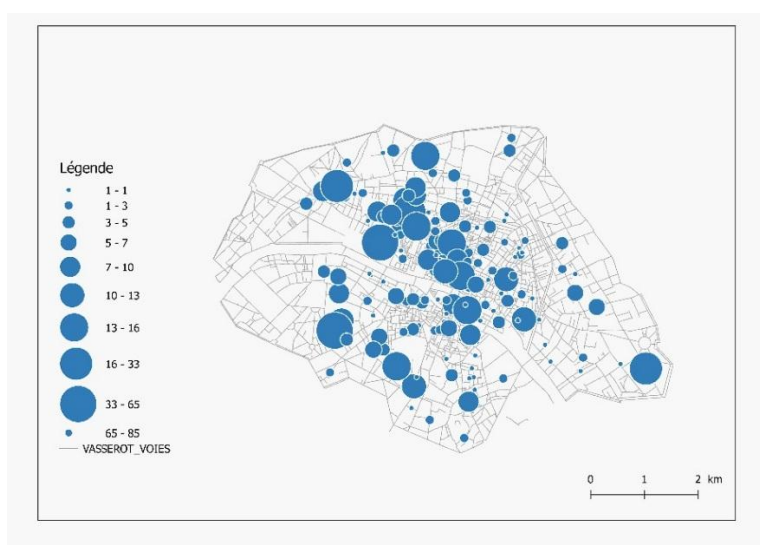 Légende
1 - 1
1 - 3
3 - 5
5 - 7
7 - 10
10 - 13
13 - 16
16 - 33
33 - 65
65 - 85
VASSEROT_VOIES
0 1 2 km